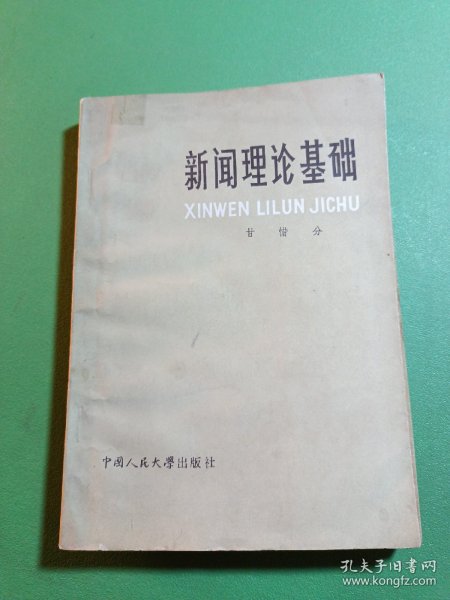 新闻理论基础
XINWEN LILUN JICHU
甘惜分
中国人民大學出版社
孔夫子旧书网
www.kongfz.com